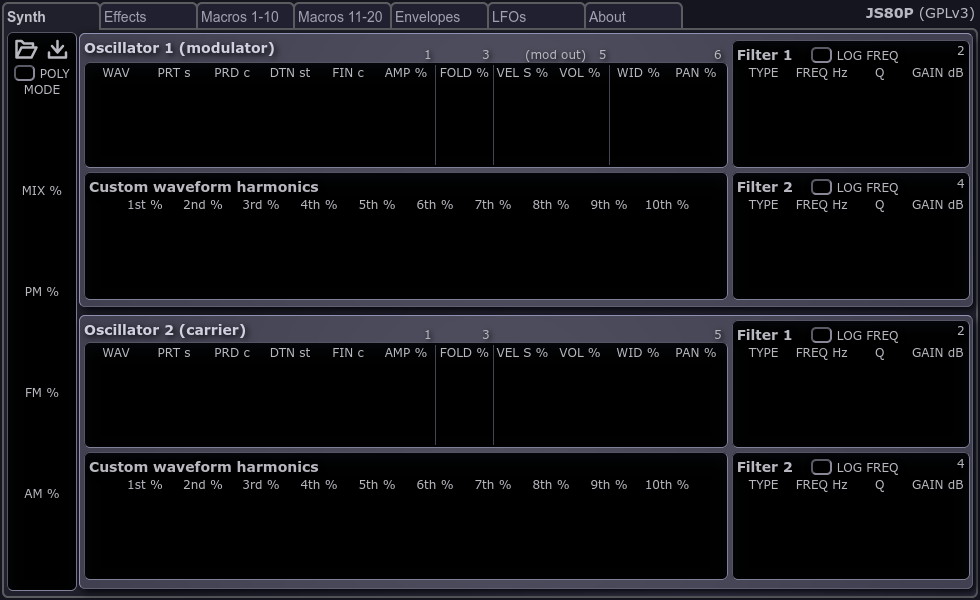 Synth Effects Macros 1-10 Macros 11-20 Envelopes LFOs About JS80P (GPLv3)
POLY
MODE
MIX %
PM %
FM %
AM %
Oscillator 1 (modulator) 1 3 (mod out) 5 6
WAV PRT s PRD c DTN st FIN c AMP % FOLD % VEL S % VOL % WID % PAN %
Filter 1 LOG FREQ 2
TYPE FREQ Hz Q GAIN dB
Custom waveform harmonics
1st % 2nd % 3rd % 4th % 5th % 6th % 7th % 8th % 9th % 10th %
Filter 2 LOG FREQ 4
TYPE FREQ Hz Q GAIN dB
Oscillator 2 (carrier) 1 3 5
WAV PRT s PRD c DTN st FIN c AMP % FOLD % VEL S % VOL % WID % PAN %
Filter 1 LOG FREQ 2
TYPE FREQ Hz Q GAIN dB
Custom waveform harmonics
1st % 2nd % 3rd % 4th % 5th % 6th % 7th % 8th % 9th % 10th %
Filter 2 LOG FREQ 4
TYPE FREQ Hz Q GAIN dB